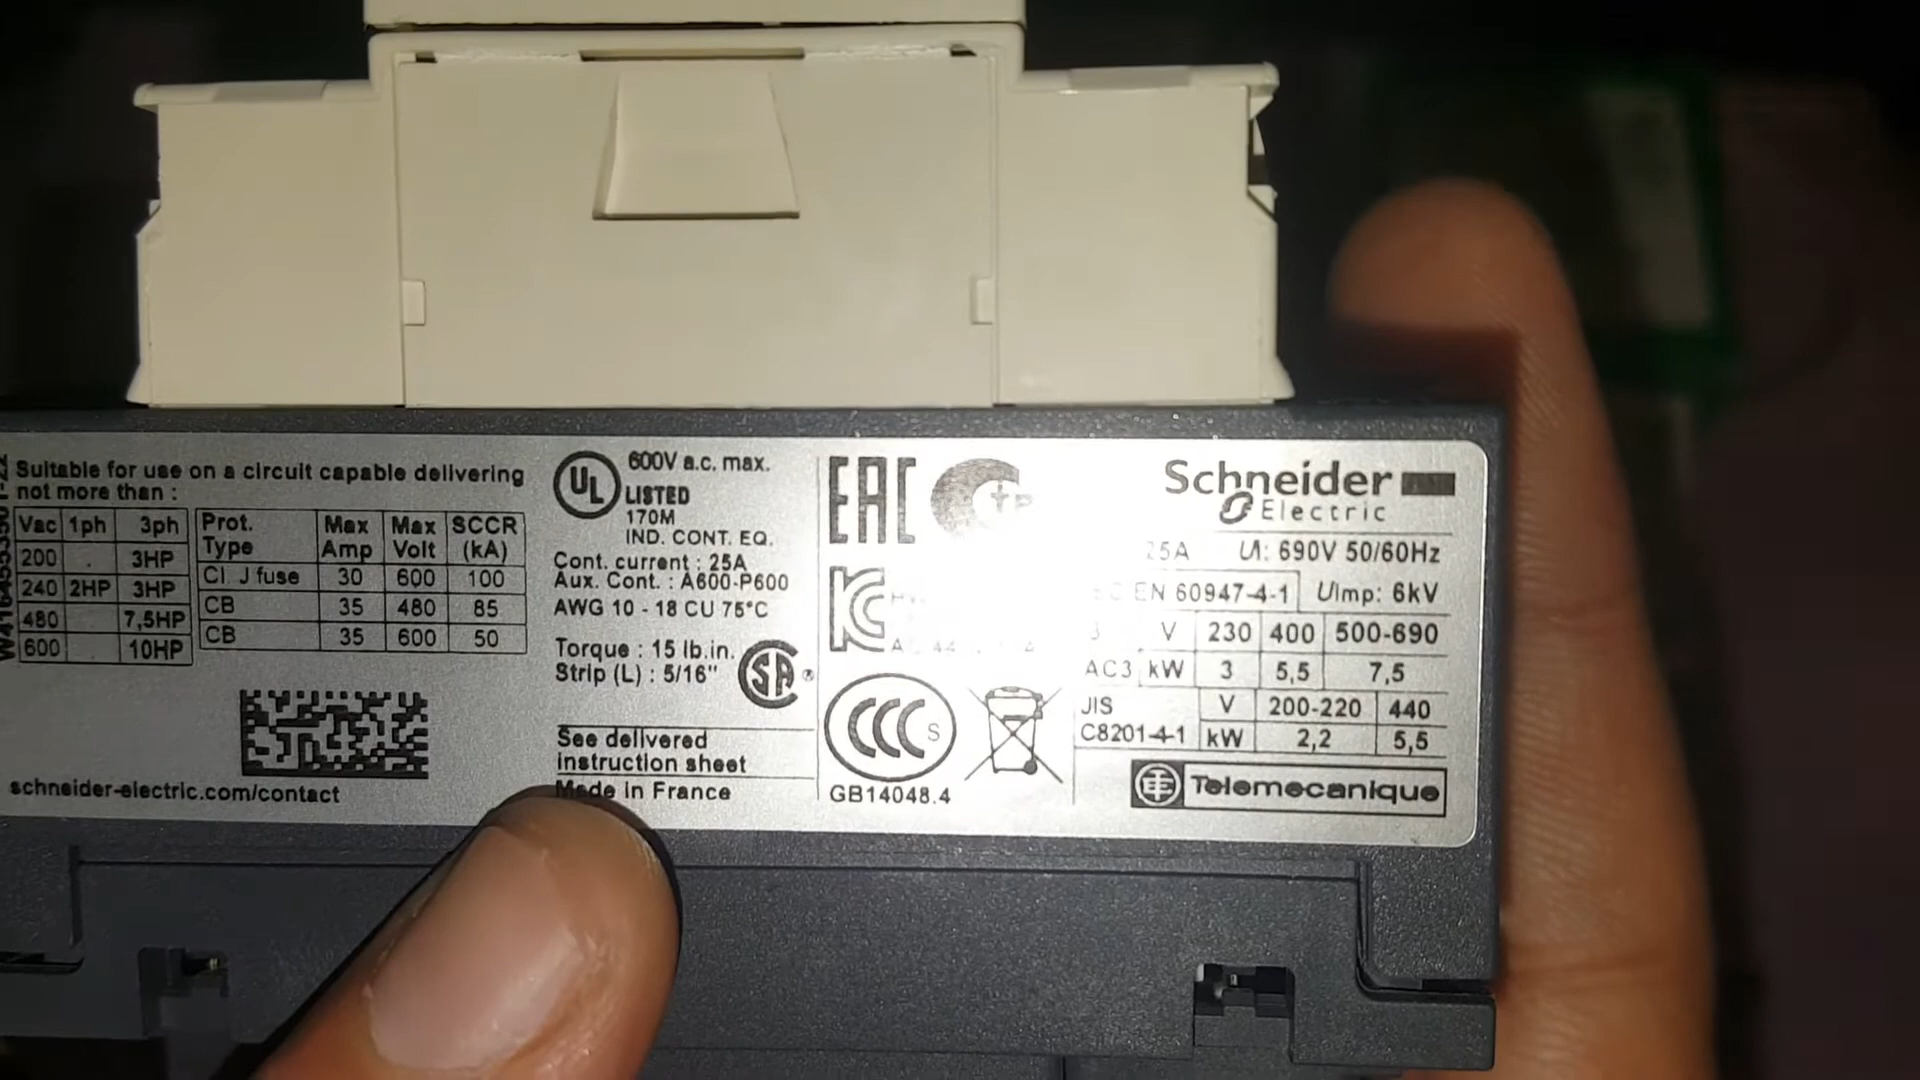 Suitable for use on a circuit capable delivering
not more than :
Vac 1ph 3ph
200 . 3HP
240 2HP 3HP
480 7,5HP
600 . 10HP
Prot. Type Max Amp Max Volt SCCR (kA)
Cl. J fuse 30 600 100
CB 35 480 85
CB 35 600 50
schneider-electric.com/contact
UL
600V a.c. max.
LISTED
170M
IND. CONT. EQ.
Cont. current : 25A
Aux. Cont. : A600-P600
AWG 10 - 18 CU 75°C
Torque : 15 lb.in.
Strip (L) : 5/16"
SA ®
See delivered
instruction sheet
Made in France
EAC
KC
CCC S
GB14048.4
Schneider
Electric
25A Ui: 690V 50/60Hz
EN 60947-4-1 Uimp: 6kV
V 230 400 500-690
AC3 kW 3 5,5 7,5
JIS C8201-4-1 V 200-220 440
kW 2,2 5,5
Telemecanique